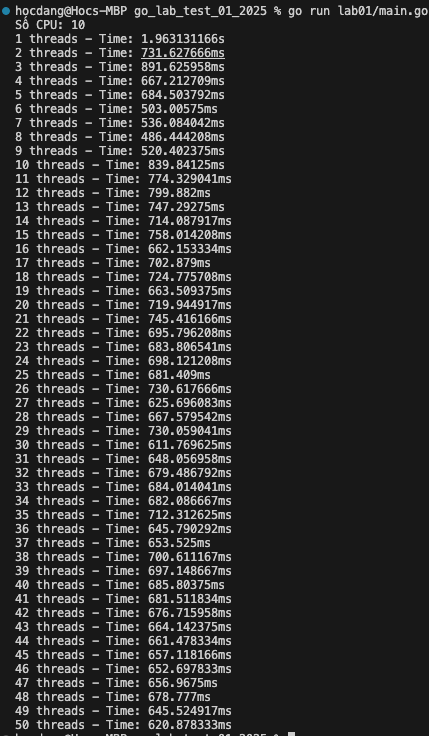 hocdang@Hocs-MBP go_lab_test_01_2025 % go run lab01/main.go
Số CPU: 10
1 threads – Time: 1.963131166s
2 threads – Time: 731.627666ms
3 threads – Time: 891.625958ms
4 threads – Time: 667.212709ms
5 threads – Time: 684.503792ms
6 threads – Time: 503.00575ms
7 threads – Time: 536.084042ms
8 threads – Time: 486.444208ms
9 threads – Time: 520.402375ms
10 threads – Time: 839.84125ms
11 threads – Time: 774.329041ms
12 threads – Time: 799.882ms
13 threads – Time: 747.29275ms
14 threads – Time: 714.087917ms
15 threads – Time: 758.014208ms
16 threads – Time: 662.153334ms
17 threads – Time: 702.879ms
18 threads – Time: 724.775708ms
19 threads – Time: 663.509375ms
20 threads – Time: 719.944917ms
21 threads – Time: 745.416166ms
22 threads – Time: 695.796208ms
23 threads – Time: 683.806541ms
24 threads – Time: 698.121208ms
25 threads – Time: 681.409ms
26 threads – Time: 730.617666ms
27 threads – Time: 625.696083ms
28 threads – Time: 667.579542ms
29 threads – Time: 730.059041ms
30 threads – Time: 611.769625ms
31 threads – Time: 648.056958ms
32 threads – Time: 679.486792ms
33 threads – Time: 684.014041ms
34 threads – Time: 682.086667ms
35 threads – Time: 712.312625ms
36 threads – Time: 645.790292ms
37 threads – Time: 653.525ms
38 threads – Time: 700.611167ms
39 threads – Time: 697.148667ms
40 threads – Time: 685.80375ms
41 threads – Time: 681.511834ms
42 threads – Time: 676.715958ms
43 threads – Time: 664.142375ms
44 threads – Time: 661.478334ms
45 threads – Time: 657.118166ms
46 threads – Time: 652.697833ms
47 threads – Time: 656.9675ms
48 threads – Time: 678.777ms
49 threads – Time: 645.524917ms
50 threads – Time: 620.878333ms